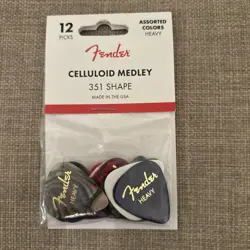 12
PICKS
ASSORTED
COLORS
HEAVY
Fender
CELLULOID MEDLEY
351 SHAPE
MADE IN THE USA
Fender
HEAVY
Fender
HEAVY